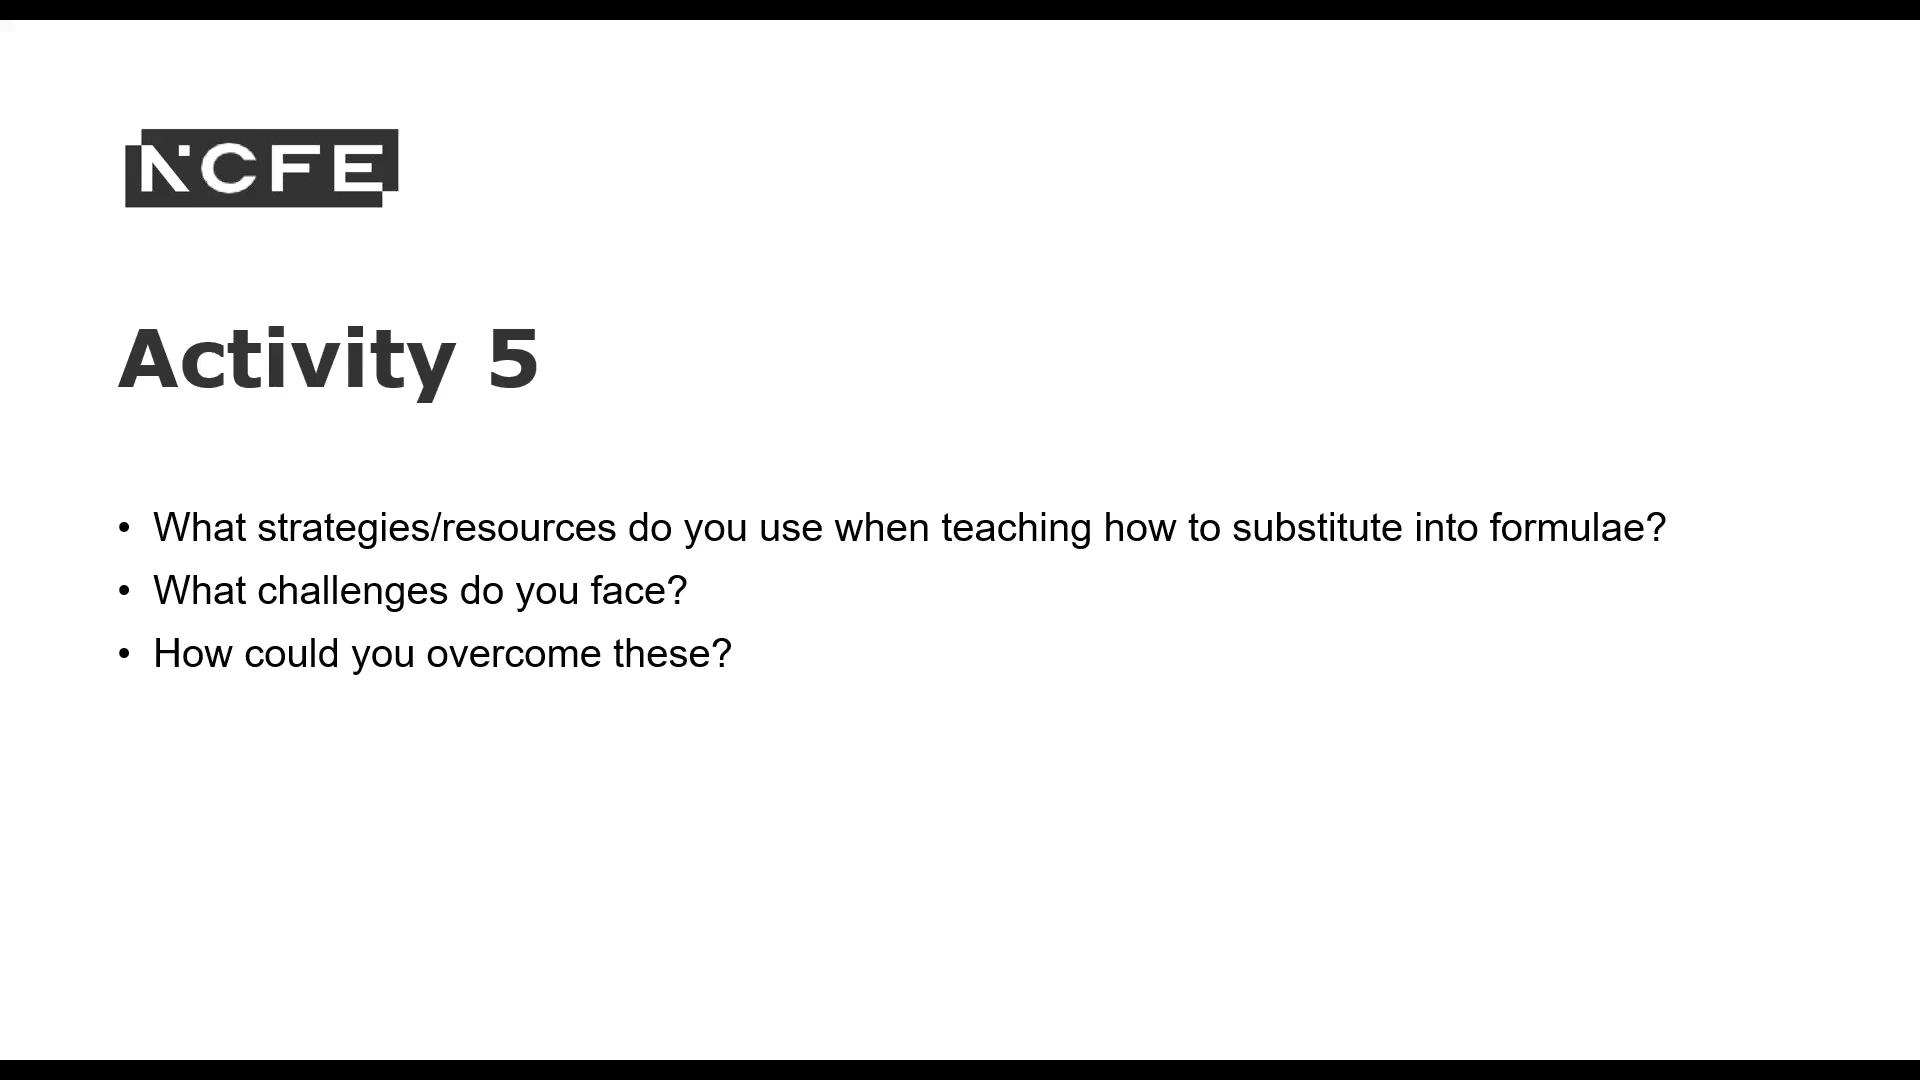 NCFE
Activity 5
• What strategies/resources do you use when teaching how to substitute into formulae?
• What challenges do you face?
• How could you overcome these?